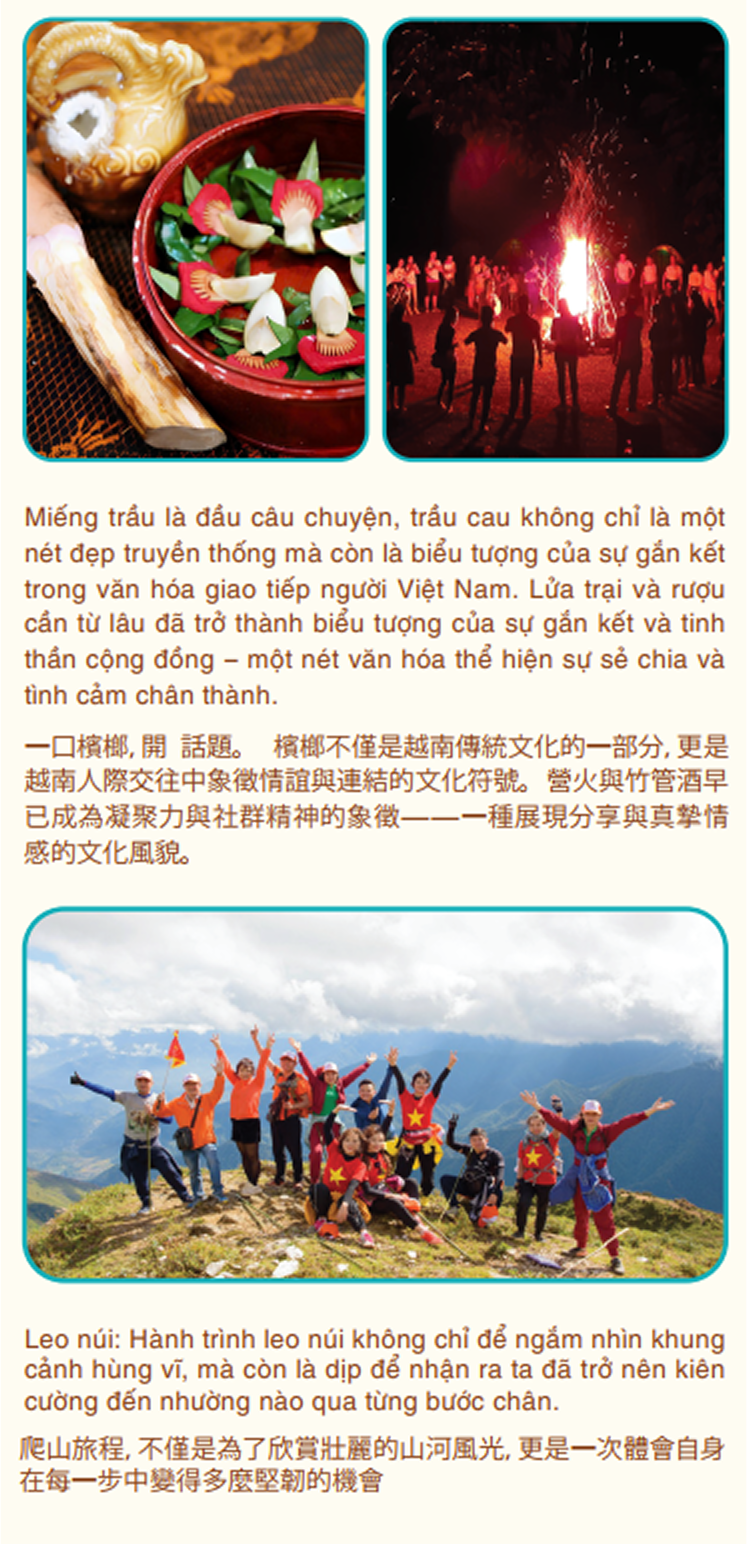 Miếng trầu là đầu câu chuyện, trầu cau không chỉ là một
nét đẹp truyền thống mà còn là biểu tượng của sự gắn kết
trong văn hóa giao tiếp người Việt Nam. Lửa trại và rượu
cần từ lâu đã trở thành biểu tượng của sự gắn kết và tinh
thần cộng đồng – một nét văn hóa thể hiện sự sẻ chia và
tình cảm chân thành.
一口檳榔, 開 話題。 檳榔不僅是越南傳統文化的一部分, 更是
越南人際交往中象徵情誼與連結的文化符號。營火與竹管酒早
已成為凝聚力與社群精神的象徵——一種展現分享與真摯情
感的文化風貌。
Leo núi: Hành trình leo núi không chỉ để ngắm nhìn khung
cảnh hùng vĩ, mà còn là dịp để nhận ra ta đã trở nên kiên
cường đến nhường nào qua từng bước chân.
爬山旅程, 不僅是為了欣賞壯麗的山河風光, 更是一次體會自身
在每一步中變得多麼堅韌的機會